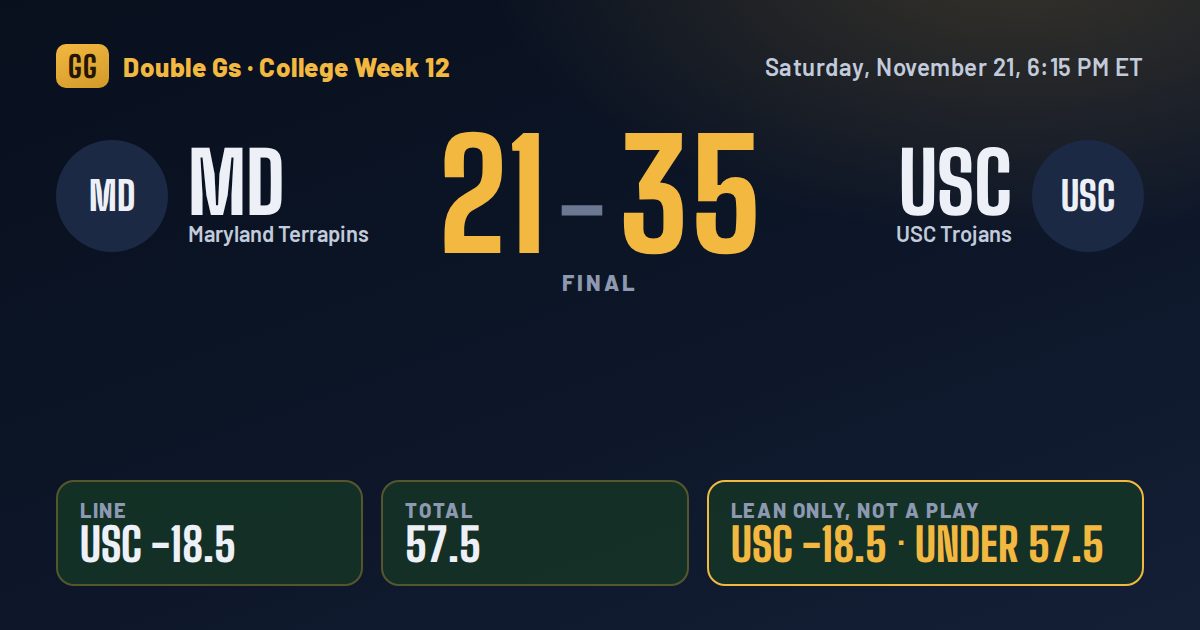 GG Double Gs · College Week 12
Saturday, November 21, 6:15 PM ET
MD
MD
Maryland Terrapins
21 – 35
FINAL
USC
USC Trojans
USC
LINE
USC −18.5
TOTAL
57.5
LEAN ONLY, NOT A PLAY
USC −18.5 · UNDER 57.5